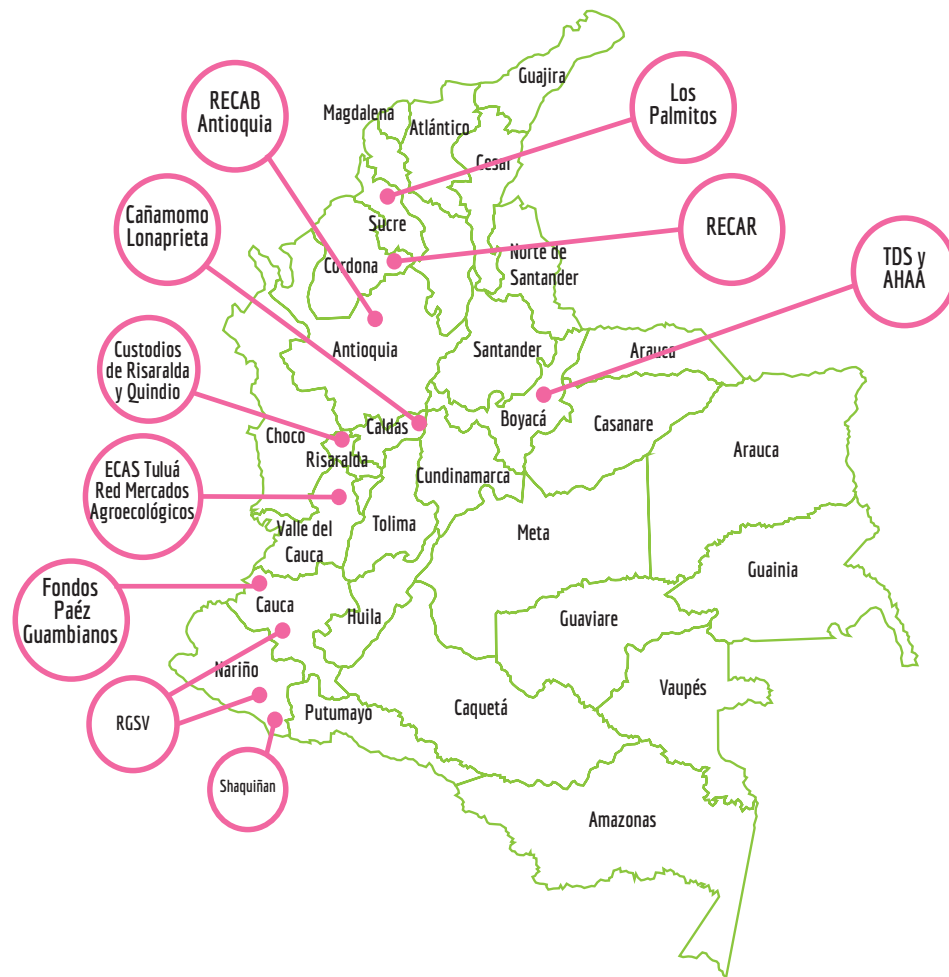 Guajira
RECAB
Antioquia
Los
Palmitos
Magdalena
Atlántico
Cesar
Cañamomo
Lonaprieta
Sucre
RECAR
Cordona
Norte de
Santander
TDS y
AHAÁ
Antioquia
Santander
Arauca
Custodios
de Risaralda
y Quindio
Caldas
Boyacá
Casanare
Choco
Risaralda
Arauca
ECAS Tuluá
Red Mercados
Agroecológicos
Cundinamarca
Tolima
Meta
Valle del
Cauca
Guainia
Fondos
Paéz
Guambianos
Cauca
Huila
Guaviare
Nariño
Vaupés
RGSV
Putumayo
Caquetá
Shaquiñan
Amazonas